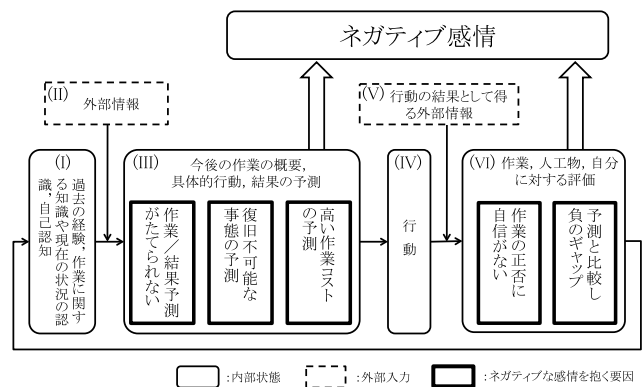 ネガティブ感情
(II)
外部情報
(V) 行動の結果として得
る外部情報
(I)
過去の経験，作業に関す
る知識や現在の状況の認
識，自己認知
(III) 今後の作業の概要，
具体的行動，結果の予測
作業／結果予測
がたてられない
復旧不可能な
事態の予測
高い作業コスト
の予測
(IV)
行動
(VI) 作業，人工物，自分
に対する評価
作業の正否に
自信がない
予測と比較し
負のギャップ
:内部状態
:外部入力
:ネガティブな感情を抱く要因